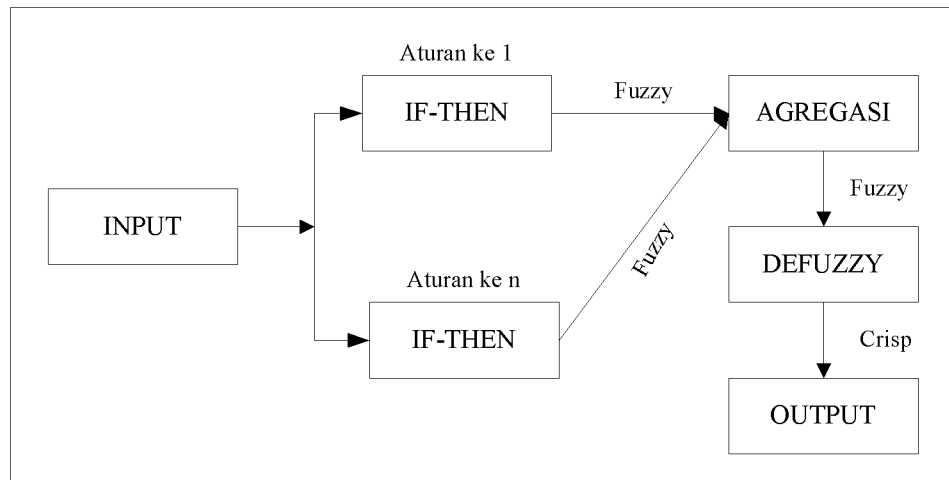 Aturan ke 1
IF-THEN
Fuzzy
AGREGASI
Fuzzy
INPUT
Fuzzy
DEFUZZY
Aturan ke n
IF-THEN
Crisp
OUTPUT